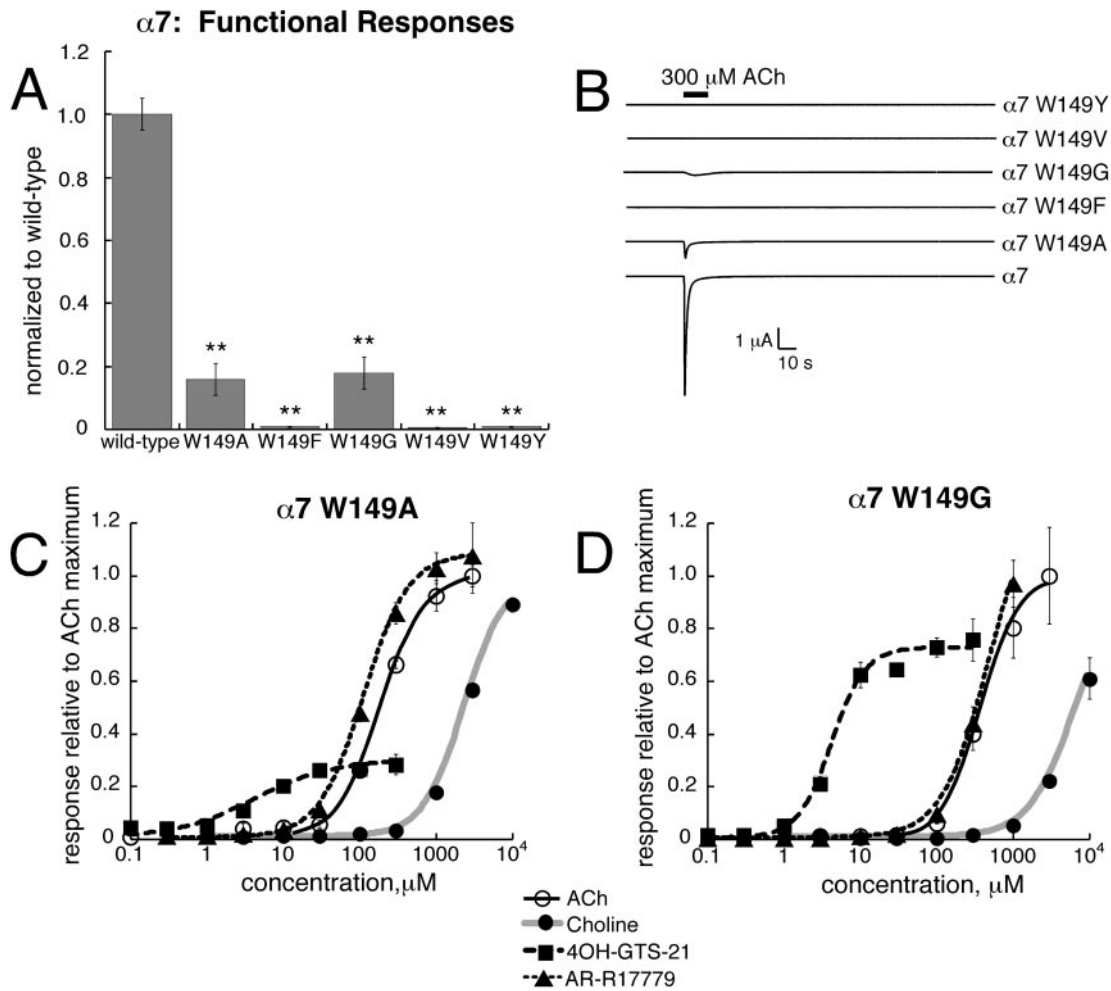 α7: Functional Responses
A
normalized to wild-type
1.2
1.0
0.8
0.6
0.4
0.2
0
**
**
**
**
**
wild-type W149A W149F W149G W149V W149Y
B
300 μM ACh
α7 W149Y
α7 W149V
α7 W149G
α7 W149F
α7 W149A
α7
1 μA
10 s
C
α7 W149A
response relative to ACh maximum
1.2
1.0
0.8
0.6
0.4
0.2
0
0.1 1 10 100 1000 10⁴
concentration,μM
D
α7 W149G
response relative to ACh maximum
1.2
1.0
0.8
0.6
0.4
0.2
0
0.1 1 10 100 1000 10⁴
concentration, μM
ACh
Choline
4OH-GTS-21
AR-R17779